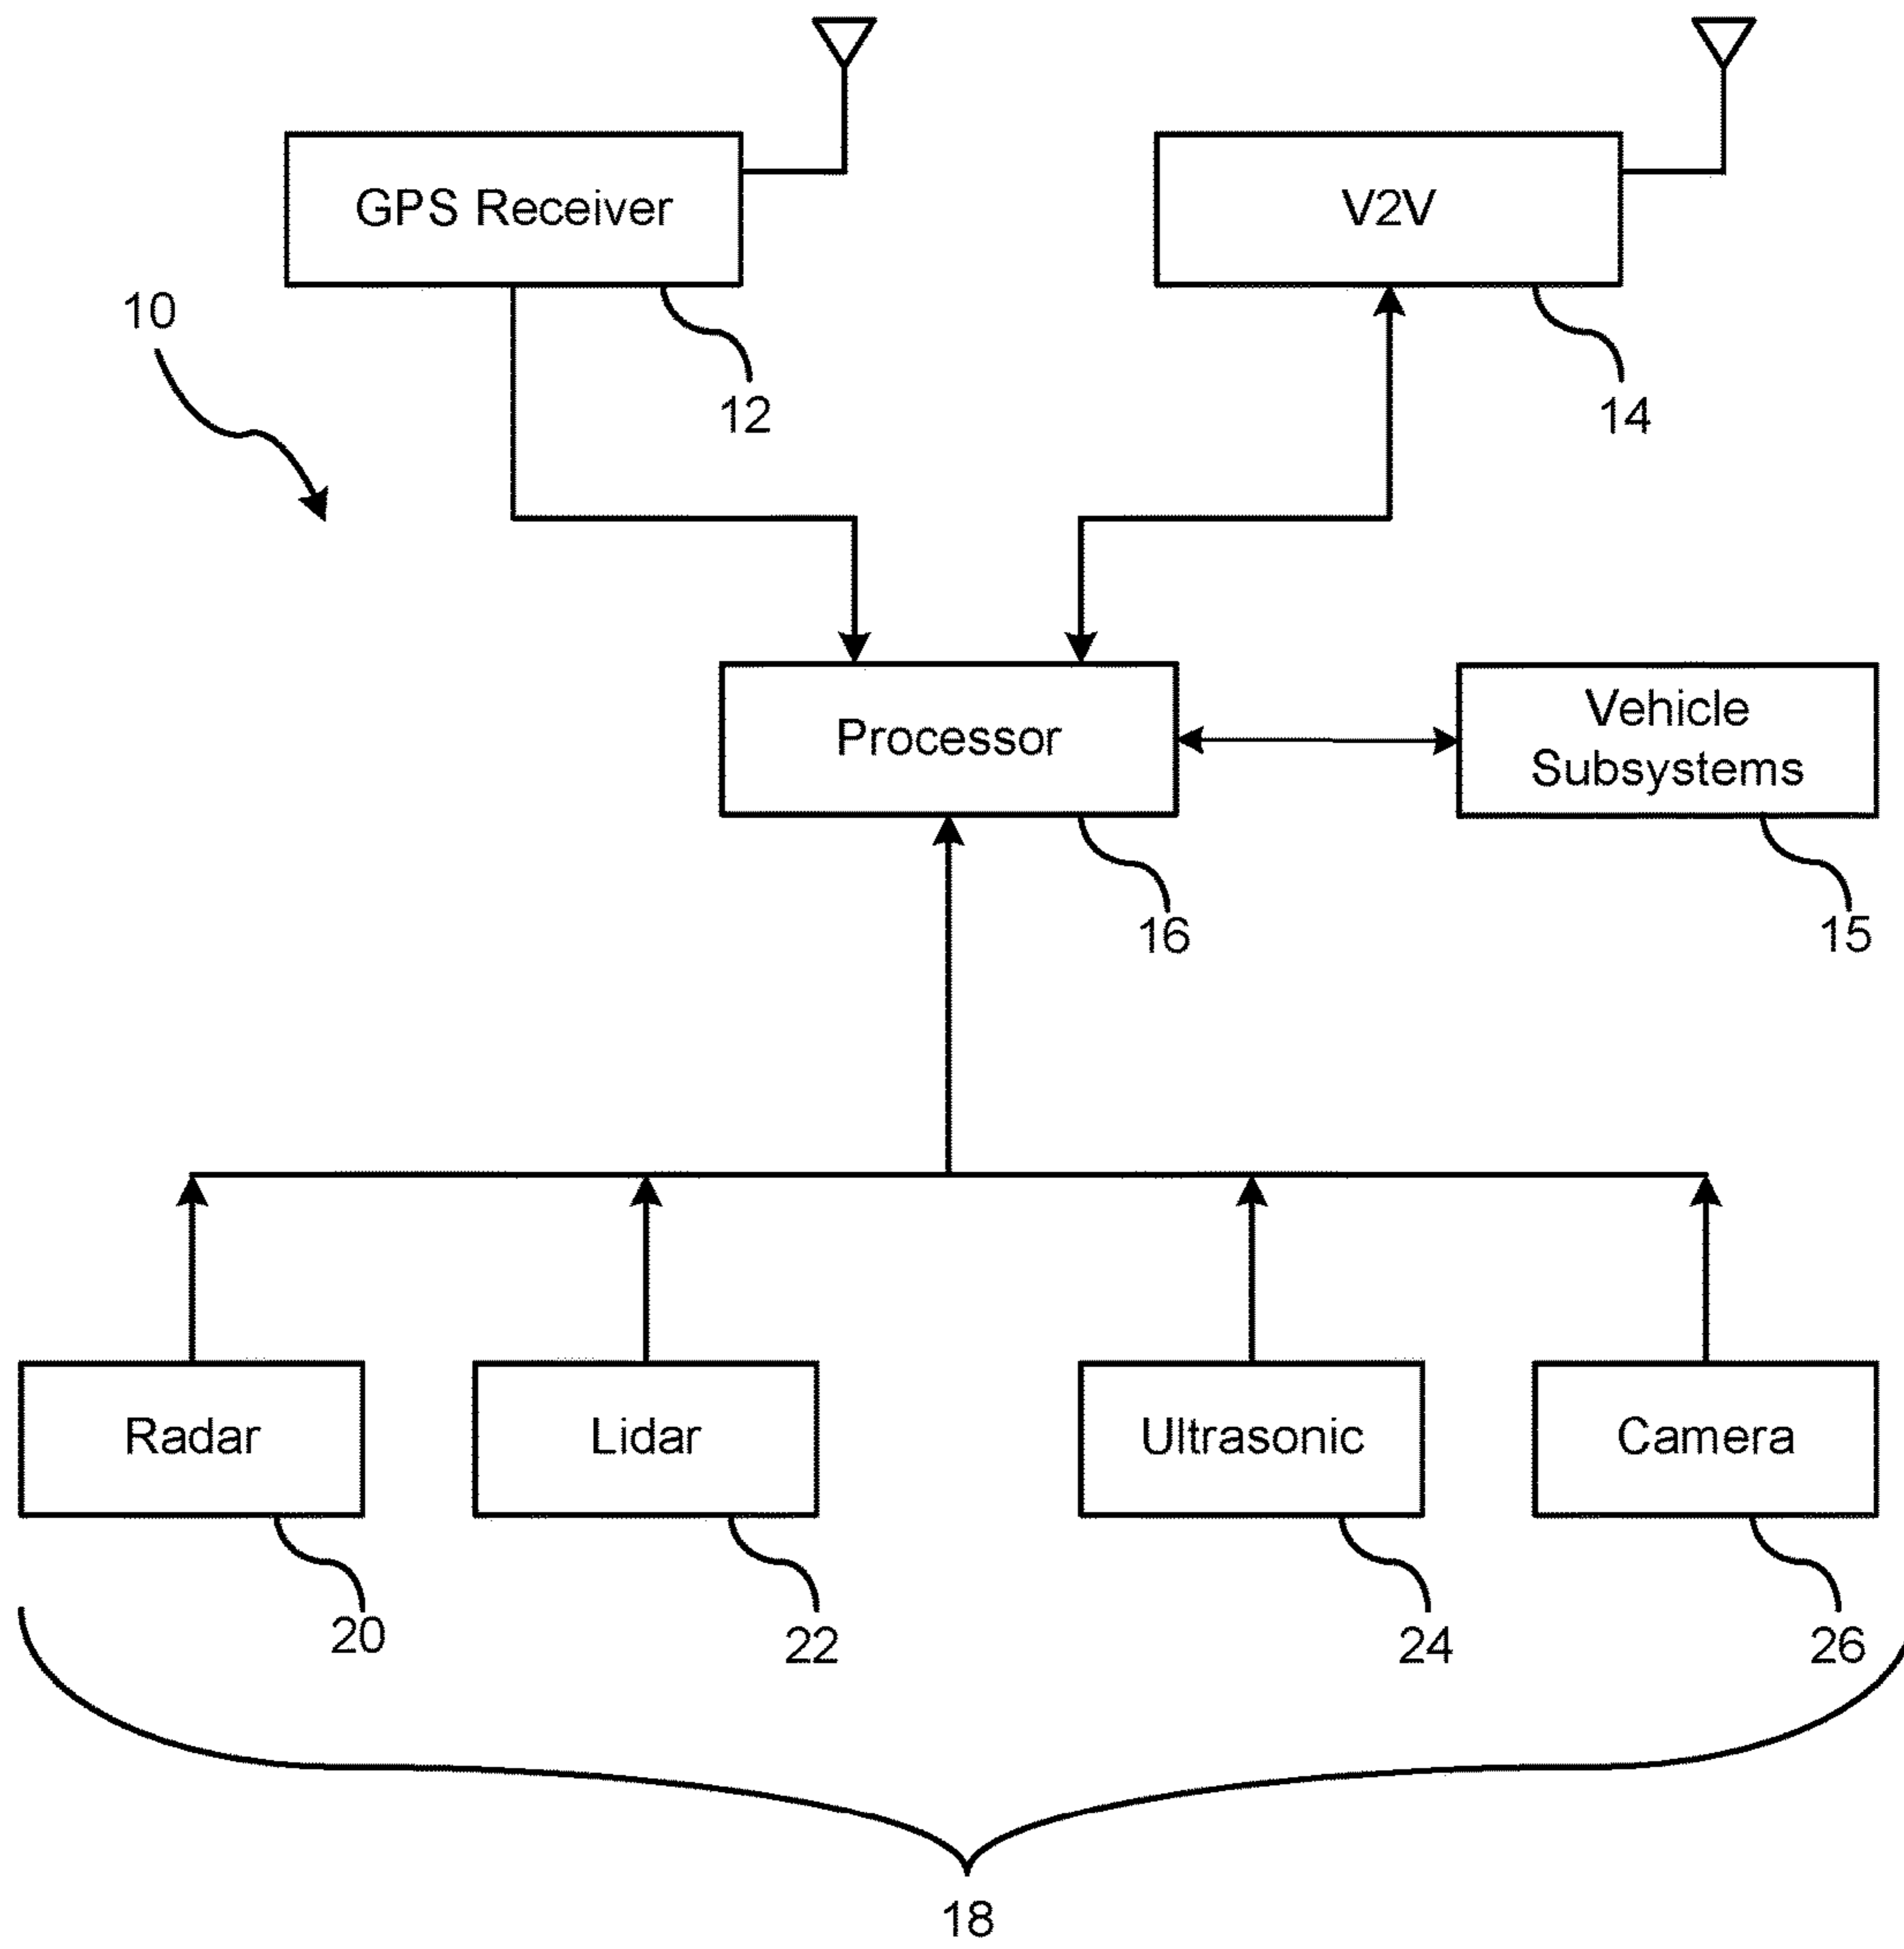 GPS Receiver
V2V
10
12
14
Processor
Vehicle
Subsystems
16
15
Radar
Lidar
Ultrasonic
Camera
20
22
24
26
18